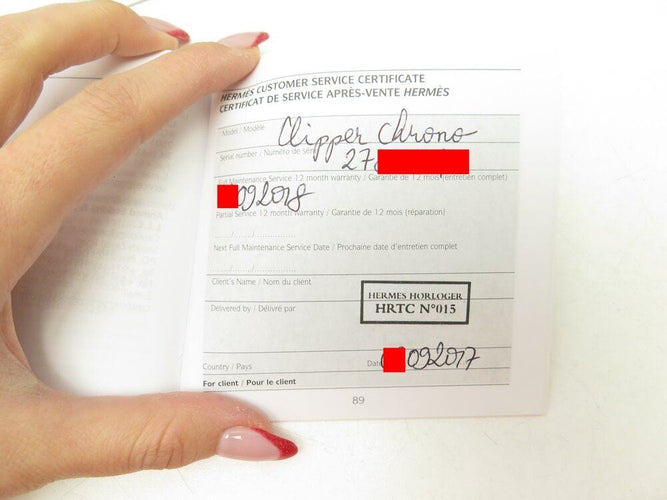 HERMÈS CUSTOMER SERVICE CERTIFICATE
CERTIFICAT DE SERVICE APRÈS-VENTE HERMÈS
Model / Modèle Clipper Chrono
Serial number / Numéro de série 27
Full Maintenance Service 12 month warranty / Garantie de 12 mois (entretien complet)
092018
Partial Service 12 month warranty / Garantie de 12 mois (réparation)
...../...../..............
Next Full Maintenance Service Date / Prochaine date d'entretien complet
...../...../..............
Client's Name / Nom du client
HERMES HORLOGER
Delivered by / Délivré par
HRTC N°015
Country / Pays Date 092017
For client / Pour le client
89